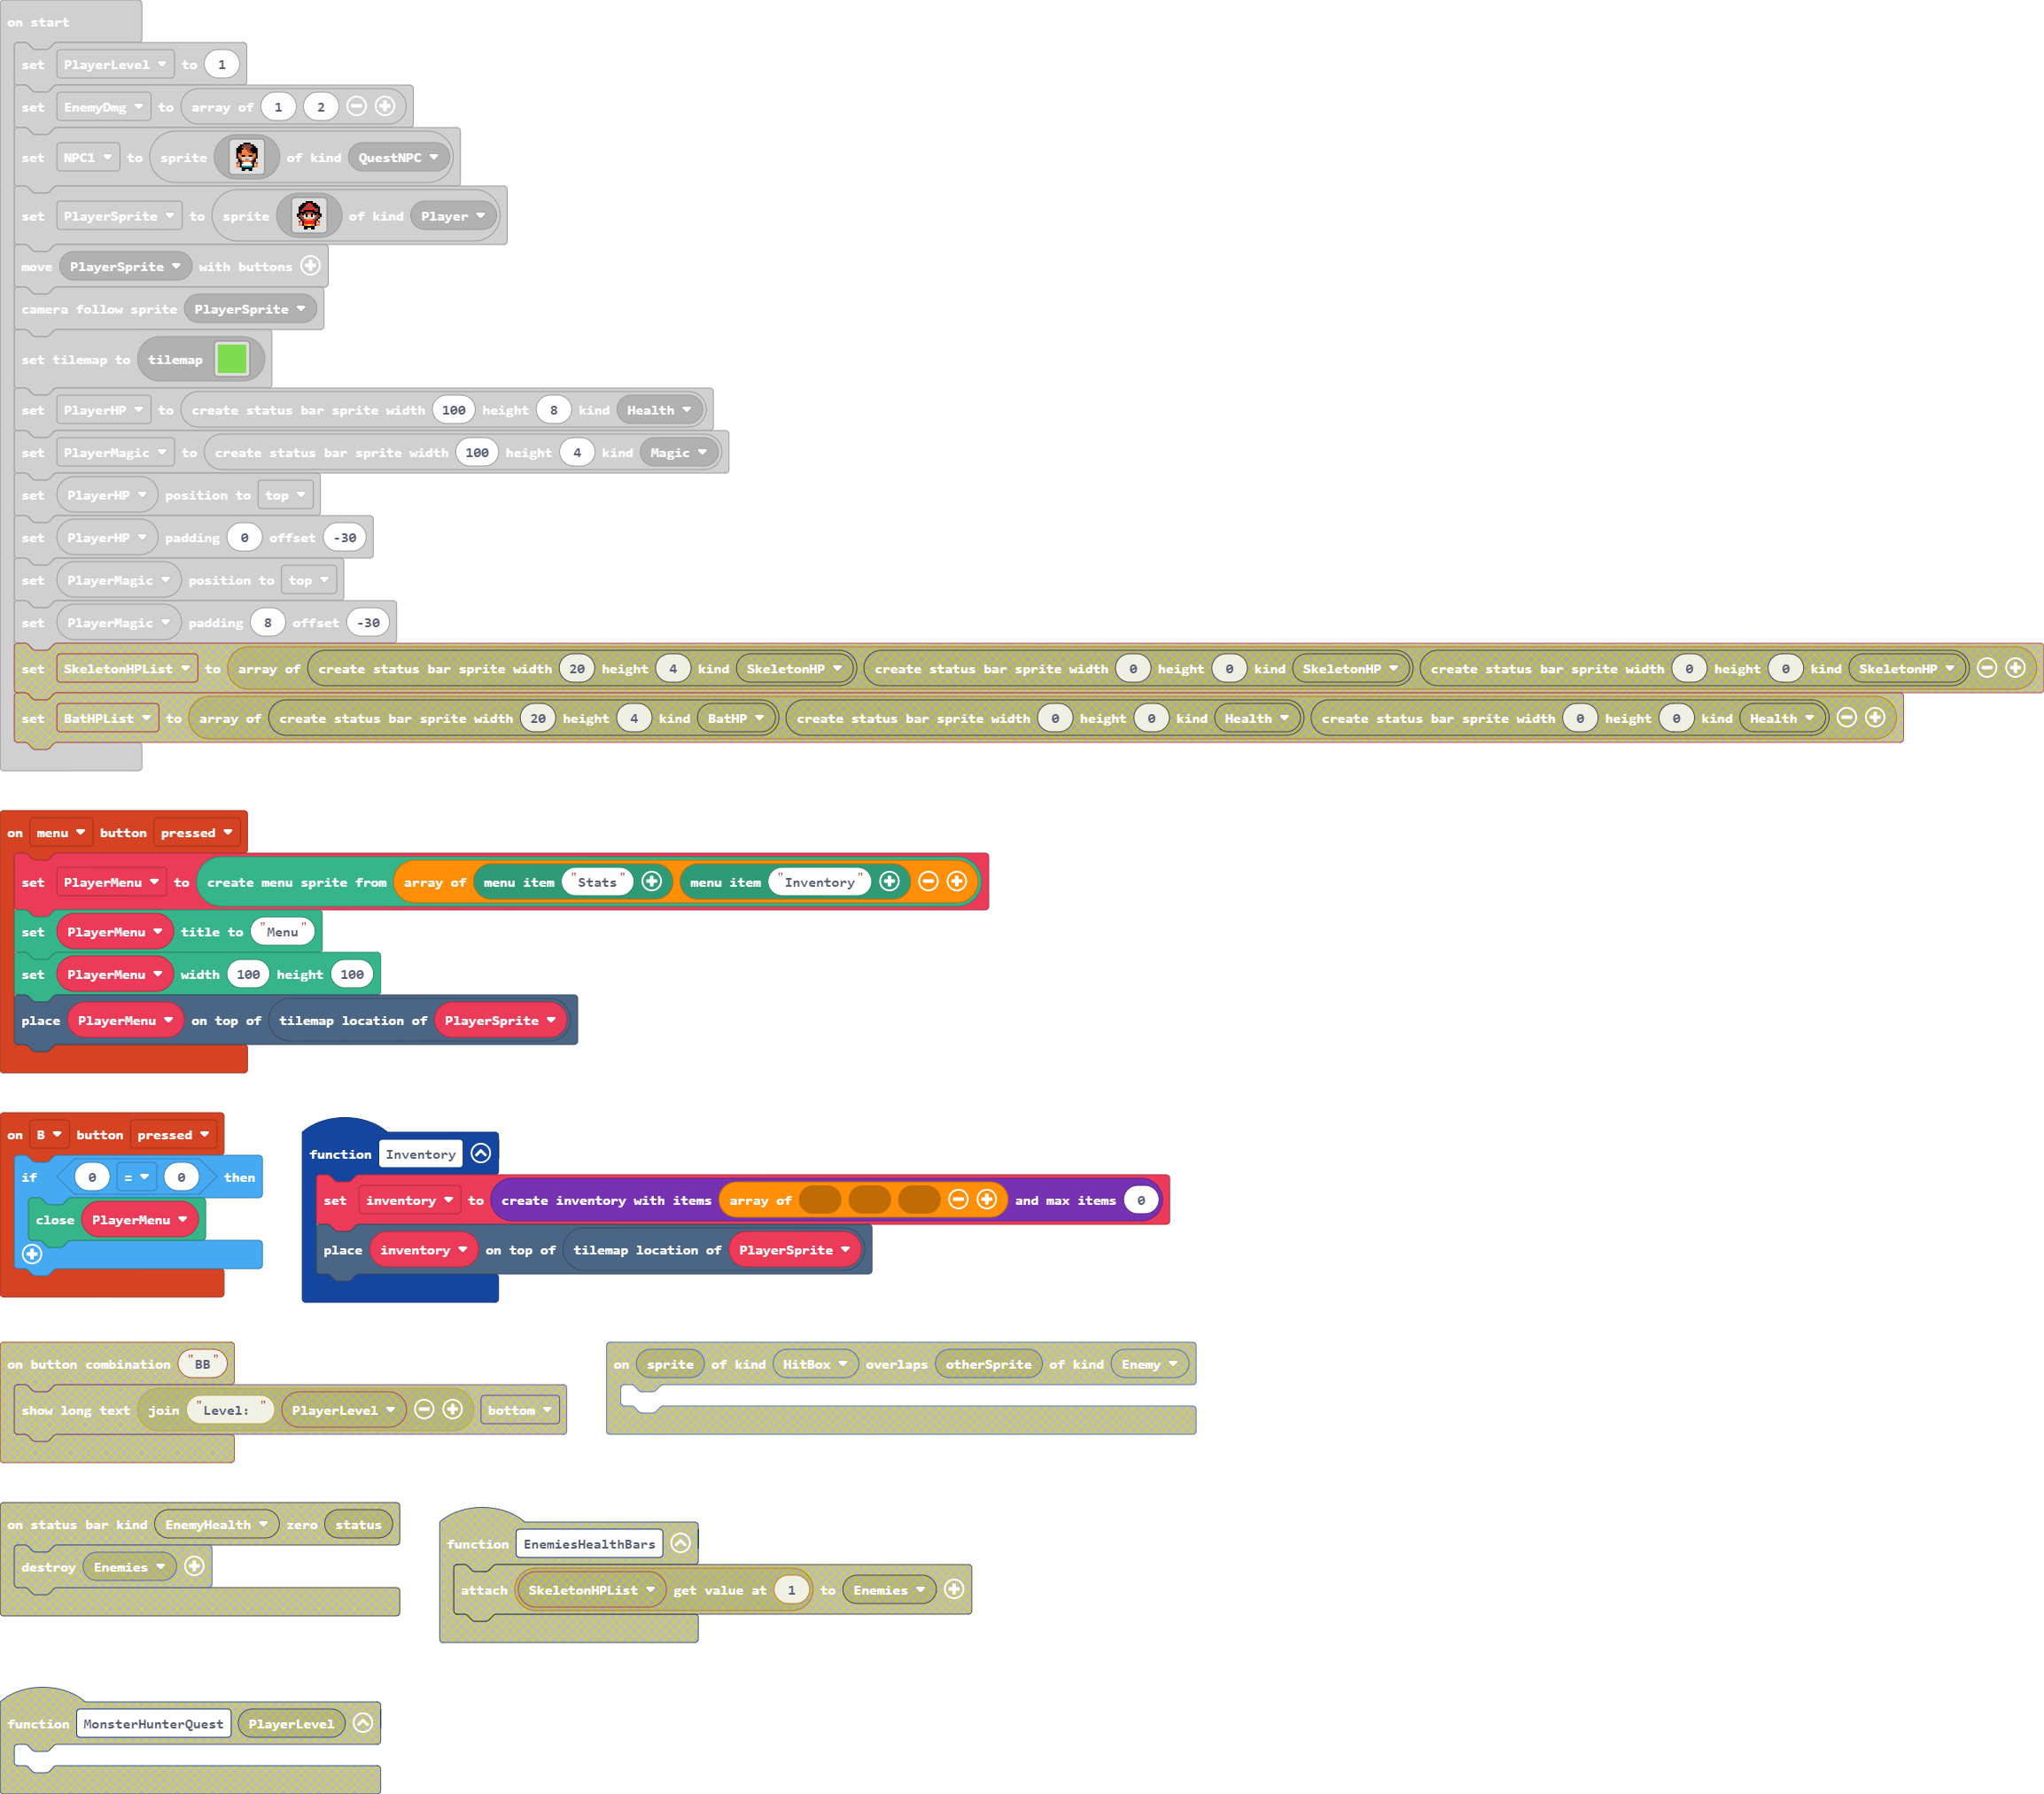 on start
set PlayerLevel to 1
set EnemyDmg to array of 1 2
set NPC1 to sprite of kind QuestNPC
set PlayerSprite to sprite of kind Player
move PlayerSprite with buttons
camera follow sprite PlayerSprite
set tilemap to tilemap
set PlayerHP to create status bar sprite width 100 height 8 kind Health
set PlayerMagic to create status bar sprite width 100 height 4 kind Magic
set PlayerHP position to top
set PlayerHP padding 0 offset -30
set PlayerMagic position to top
set PlayerMagic padding 8 offset -30
set SkeletonHPList to array of create status bar sprite width 20 height 4 kind SkeletonHP create status bar sprite width 0 height 0 kind SkeletonHP create status bar sprite width 0 height 0 kind SkeletonHP
set BatHPList to array of create status bar sprite width 20 height 4 kind BatHP create status bar sprite width 0 height 0 kind Health create status bar sprite width 0 height 0 kind Health
on menu button pressed
set PlayerMenu to create menu sprite from array of menu item "Stats" menu item "Inventory"
set PlayerMenu title to "Menu"
set PlayerMenu width 100 height 100
place PlayerMenu on top of tilemap location of PlayerSprite
on B button pressed
if 0 = 0 then
close PlayerMenu
function Inventory
set inventory to create inventory with items array of and max items 0
place inventory on top of tilemap location of PlayerSprite
on button combination "BB"
show long text join "Level: " PlayerLevel bottom
on sprite of kind HitBox overlaps otherSprite of kind Enemy
on status bar kind EnemyHealth zero status
destroy Enemies
function EnemiesHealthBars
attach SkeletonHPList get value at 1 to Enemies
function MonsterHunterQuest PlayerLevel